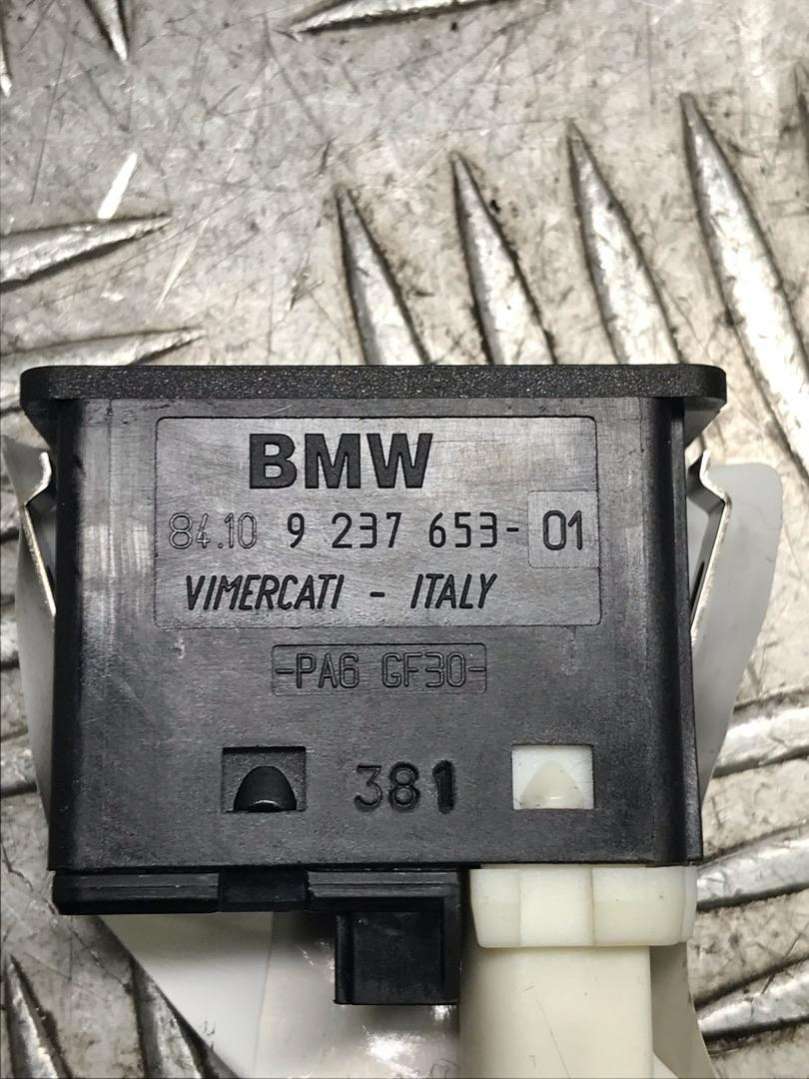 BMW
84.10 9 237 653-01
VIMERCATI - ITALY
-PA6 GF30-
381